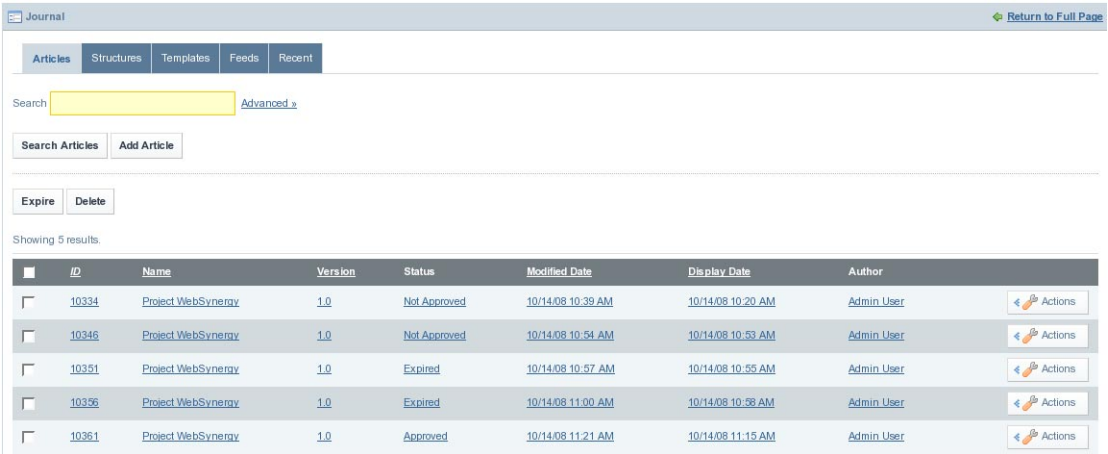 Journal Return to Full Page
Articles Structures Templates Feeds Recent
Search Advanced »
Search Articles Add Article
Expire Delete
Showing 5 results.
ID Name Version Status Modified Date Display Date Author
10334 Project WebSynergy 1.0 Not Approved 10/14/08 10:39 AM 10/14/08 10:20 AM Admin User Actions
10346 Project WebSynergy 1.0 Not Approved 10/14/08 10:54 AM 10/14/08 10:53 AM Admin User Actions
10351 Project WebSynergy 1.0 Expired 10/14/08 10:57 AM 10/14/08 10:55 AM Admin User Actions
10356 Project WebSynergy 1.0 Expired 10/14/08 11:00 AM 10/14/08 10:58 AM Admin User Actions
10361 Project WebSynergy 1.0 Approved 10/14/08 11:21 AM 10/14/08 11:15 AM Admin User Actions